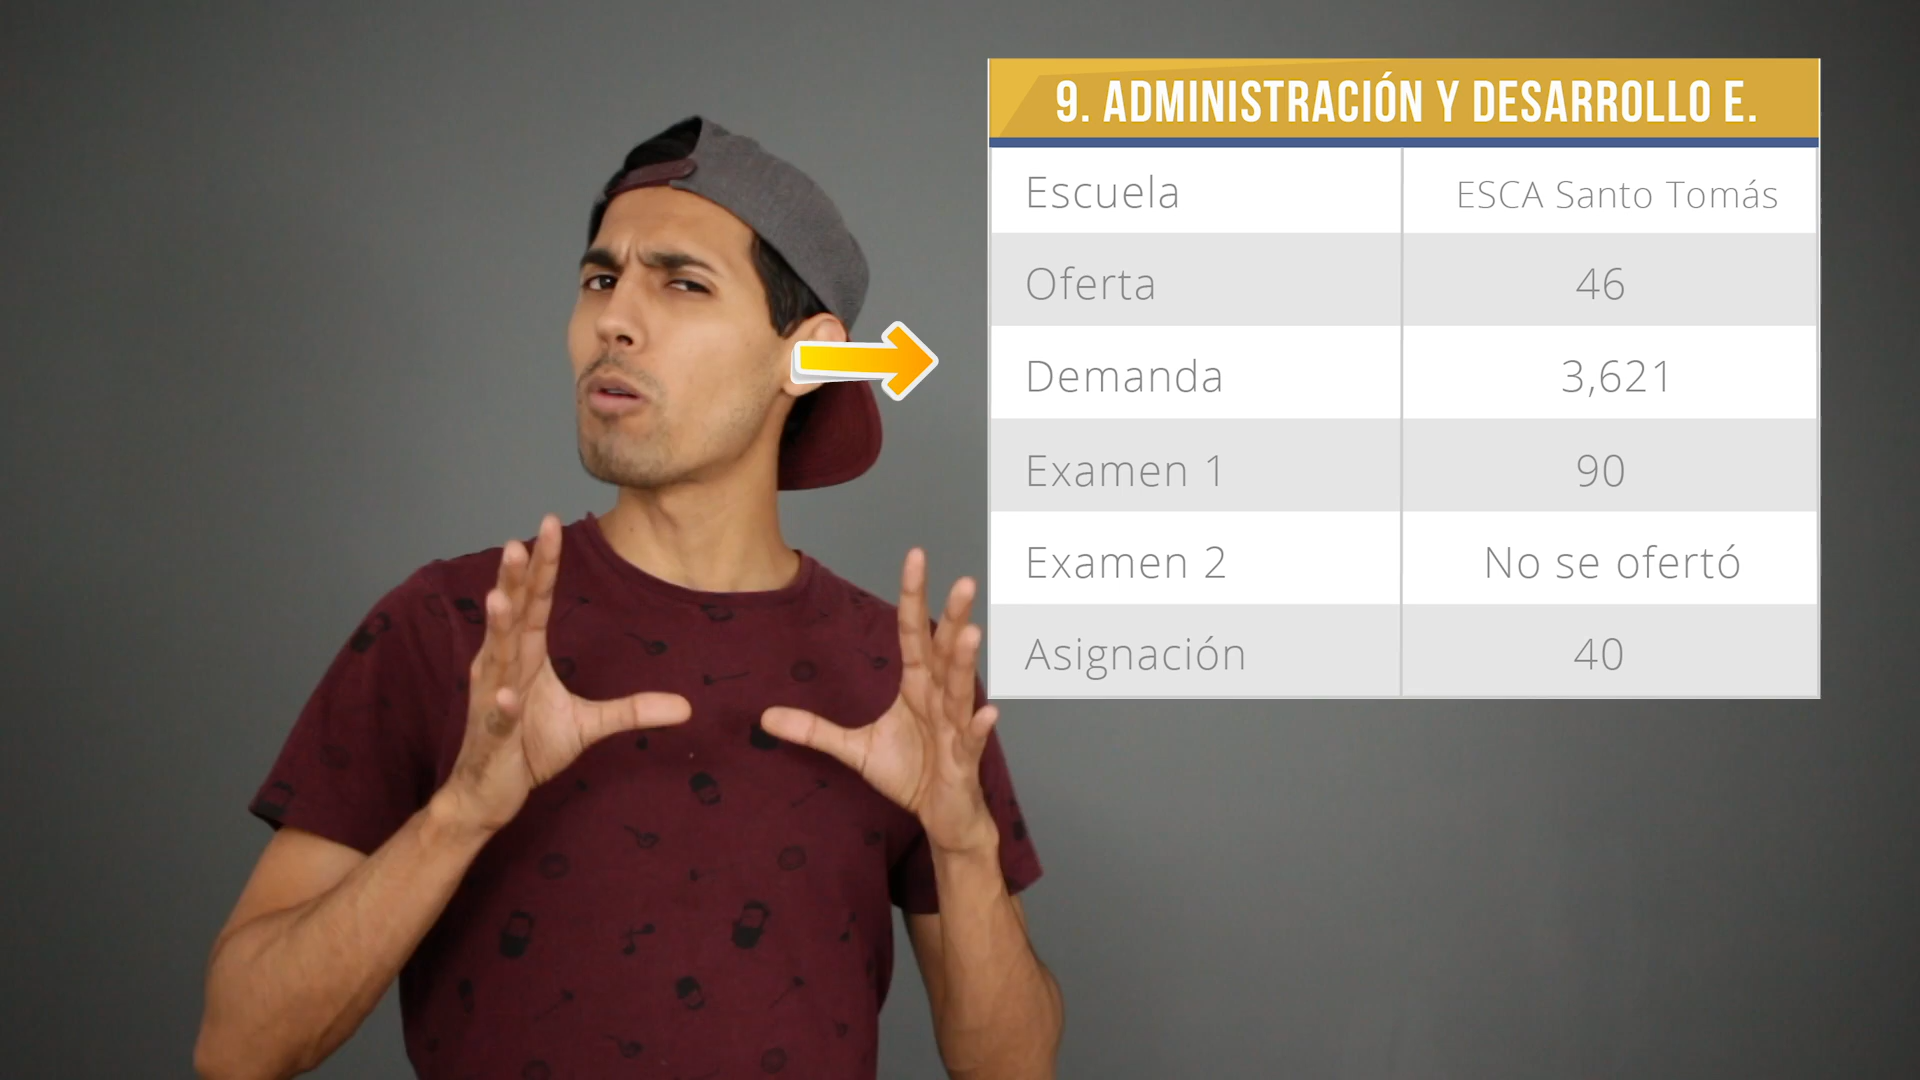 9. ADMINISTRACIÓN Y DESARROLLO E.
Escuela ESCA Santo Tomás
Oferta 46
Demanda 3,621
Examen 1 90
Examen 2 No se ofertó
Asignación 40